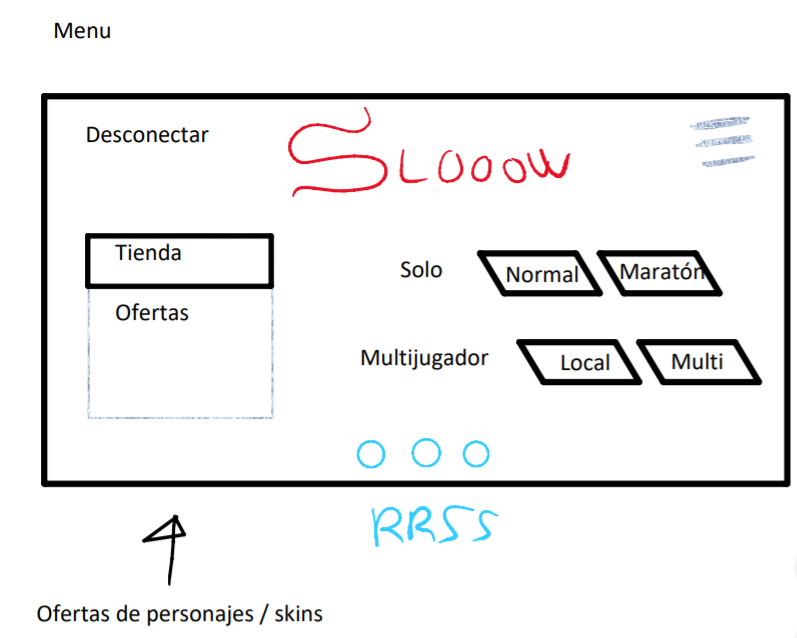 Menu
Desconectar
SLOOOW
Tienda
Ofertas
Solo
Normal
Maratón
Multijugador
Local
Multi
RRSS
Ofertas de personajes / skins